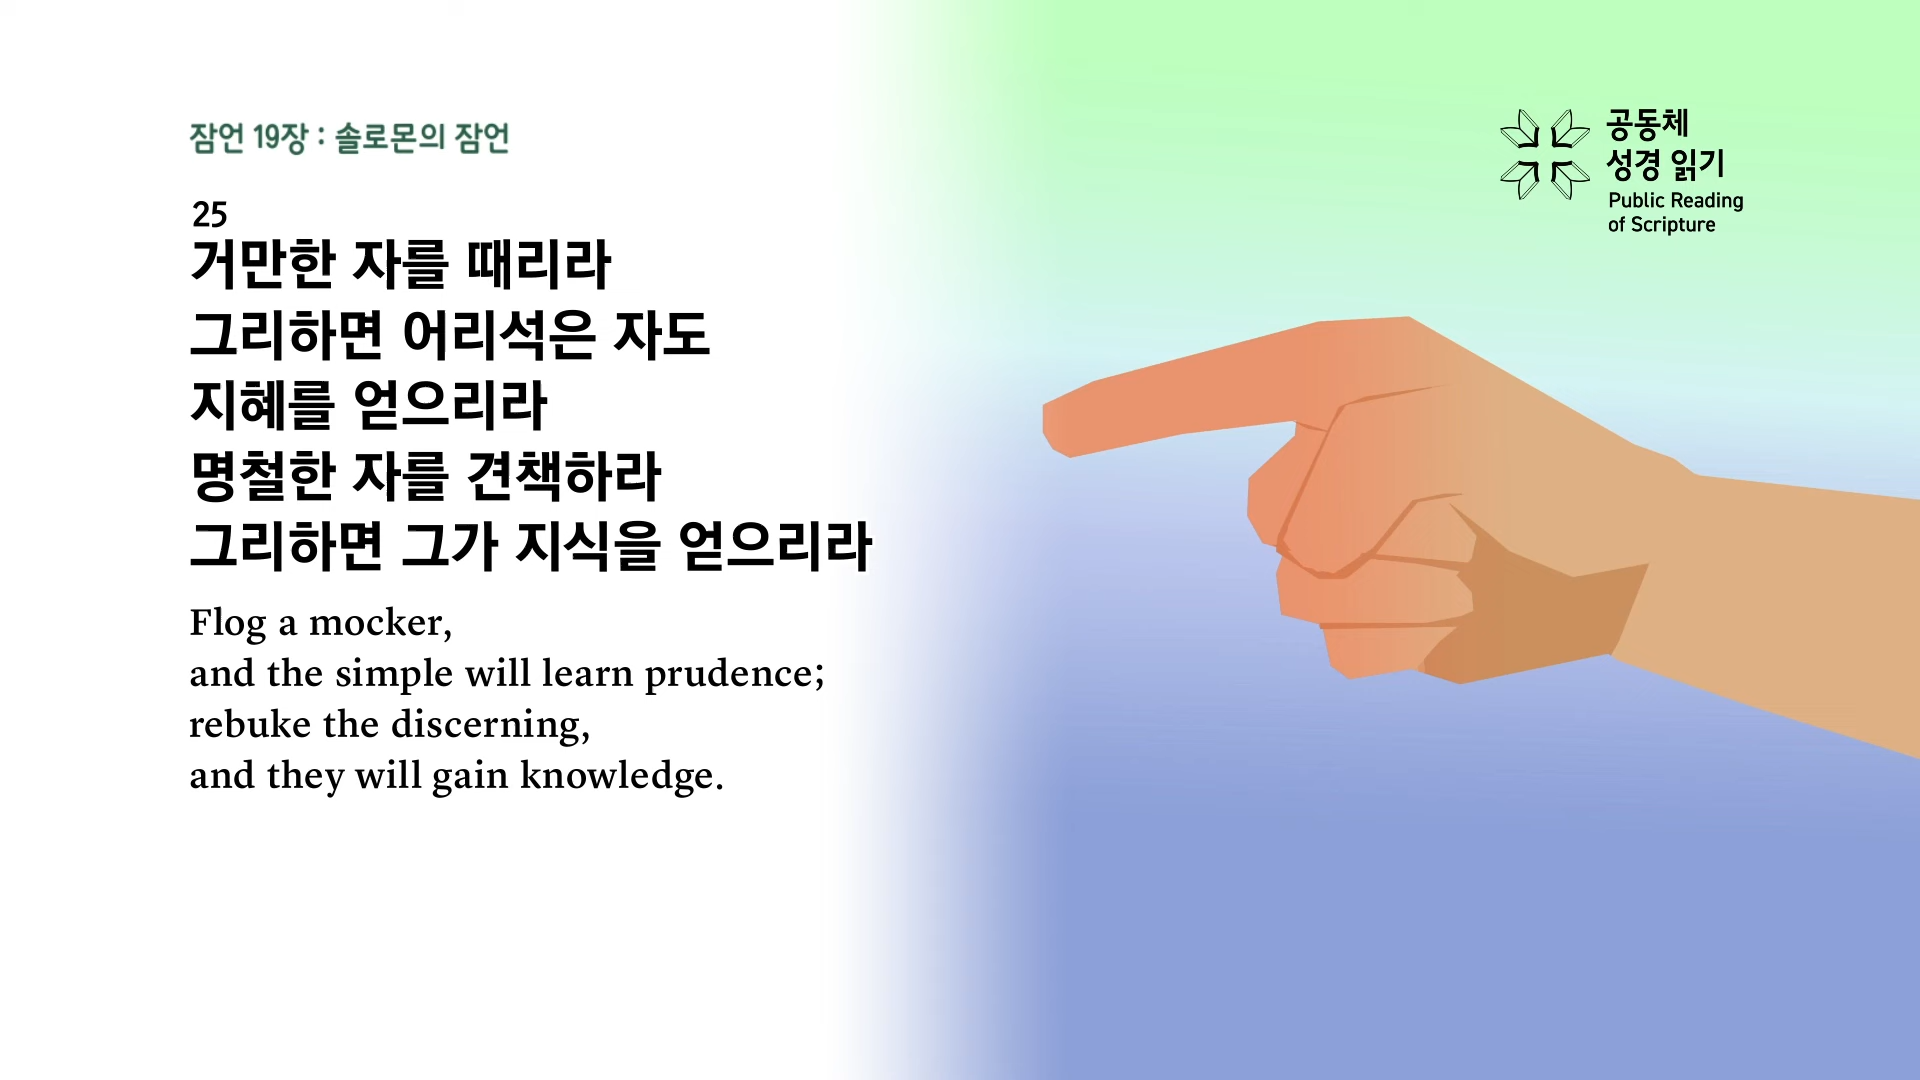 잠언 19장 : 솔로몬의 잠언
25
거만한 자를 때리라
그리하면 어리석은 자도
지혜를 얻으리라
명철한 자를 견책하라
그리하면 그가 지식을 얻으리라
Flog a mocker,
and the simple will learn prudence;
rebuke the discerning,
and they will gain knowledge.
공동체
성경 읽기
Public Reading
of Scripture